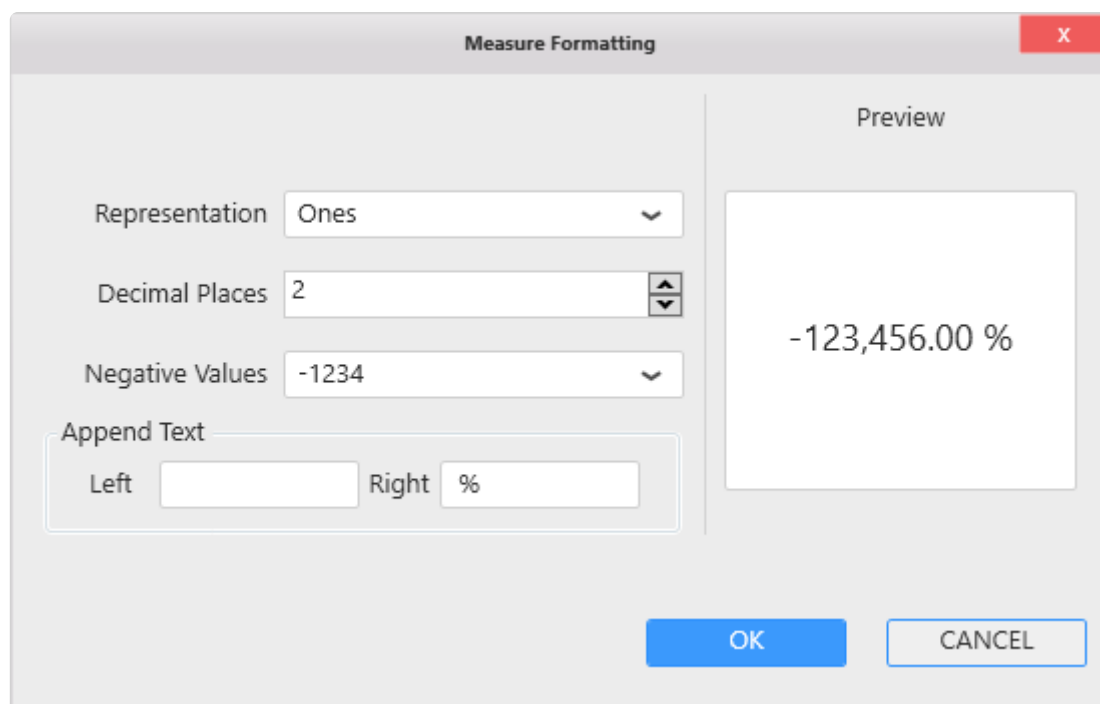 Measure Formatting
X
Preview
Representation Ones
Decimal Places 2
Negative Values -1234
-123,456.00 %
Append Text
Left Right %
OK CANCEL